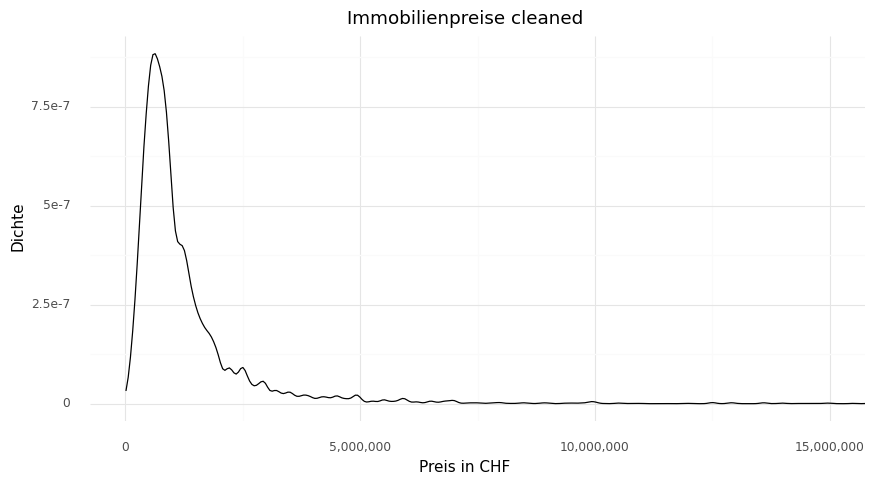 Immobilienpreise cleaned
7.5e-7
5e-7
2.5e-7
0
Dichte
0 5,000,000 10,000,000 15,000,000
Preis in CHF